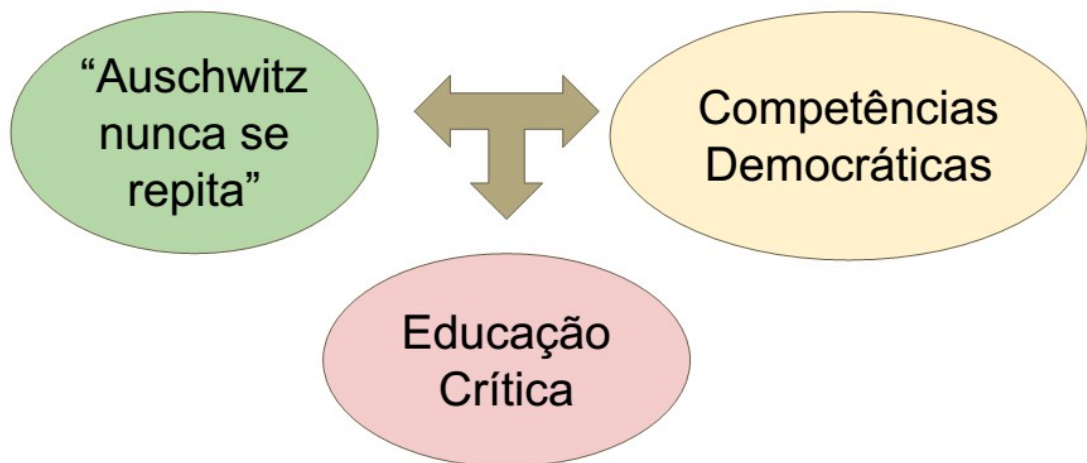 “Auschwitz
nunca se
repita”
Competências
Democráticas
Educação
Crítica